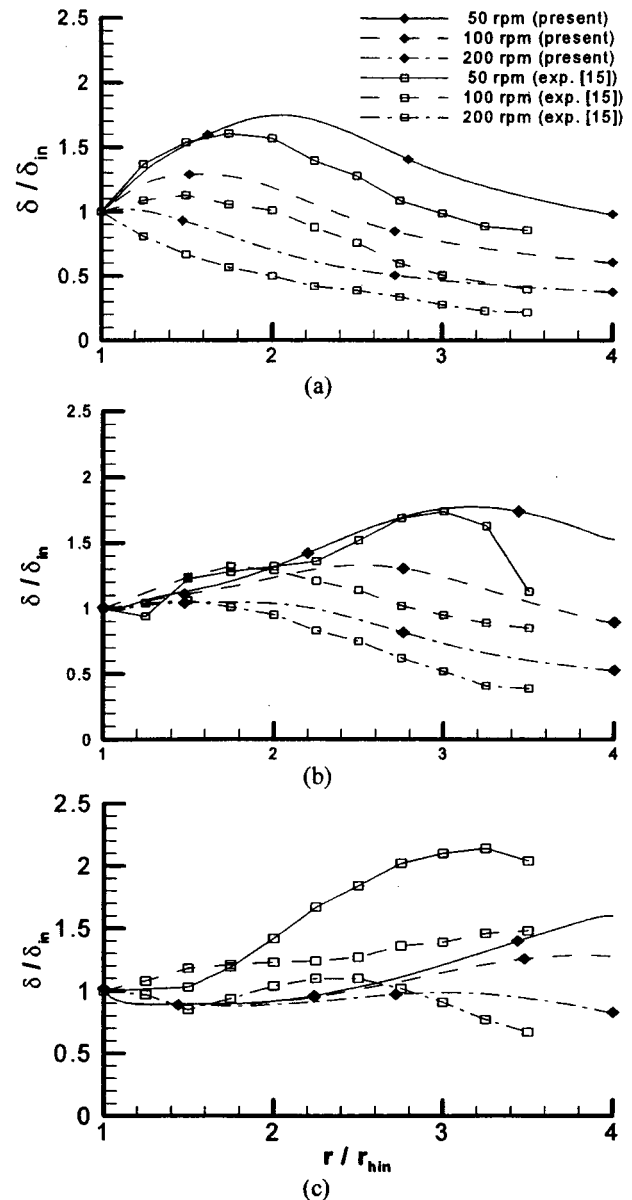 50 rpm (present)
100 rpm (present)
200 rpm (present)
50 rpm (exp. [15])
100 rpm (exp. [15])
200 rpm (exp. [15])
2.5
2
1.5
1
0.5
0
δ / δin
1 2 3 4
(a)
2.5
2
1.5
1
0.5
0
δ / δin
1 2 3 4
(b)
2.5
2
1.5
1
0.5
0
δ / δin
1 2 3 4
r / rhin
(c)